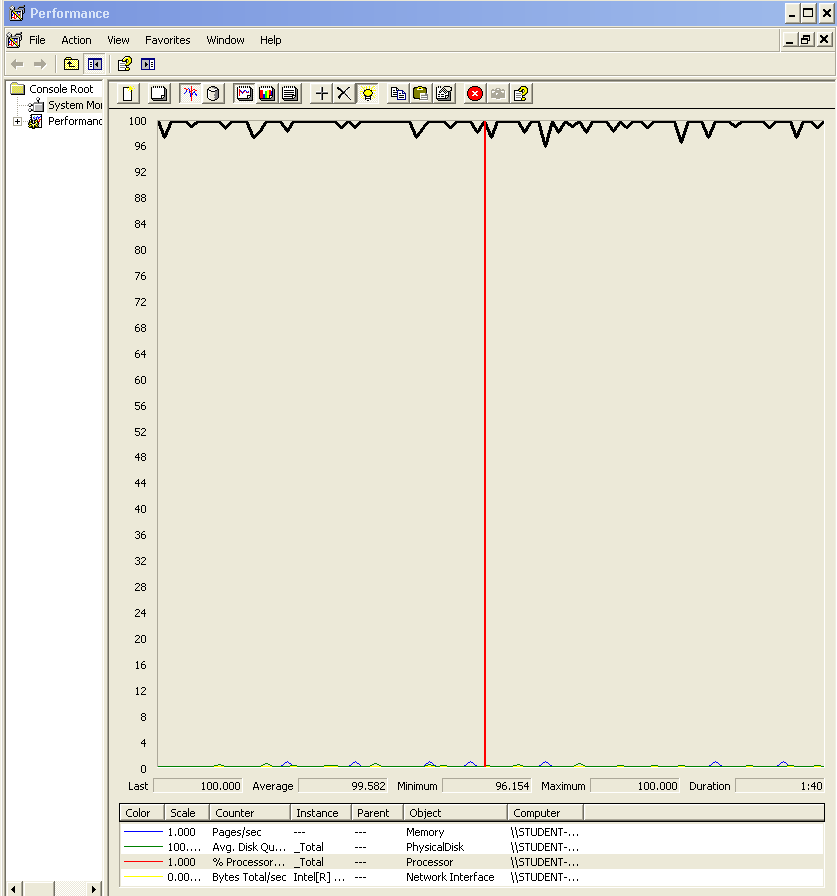 Performance
File Action View Favorites Window Help
Console Root
System Mo
Performanc
100
96
92
88
84
80
76
72
68
64
60
56
52
48
44
40
36
32
28
24
20
16
12
8
4
0
Last 100.000 Average 99.582 Minimum 96.154 Maximum 100.000 Duration 1:40
Color Scale Counter Instance Parent Object Computer
1.000 Pages/sec --- --- Memory \\STUDENT-...
100.... Avg. Disk Qu... _Total --- PhysicalDisk \\STUDENT-...
1.000 % Processor... _Total --- Processor \\STUDENT-...
0.00... Bytes Total/sec Intel[R] ... --- Network Interface \\STUDENT-...